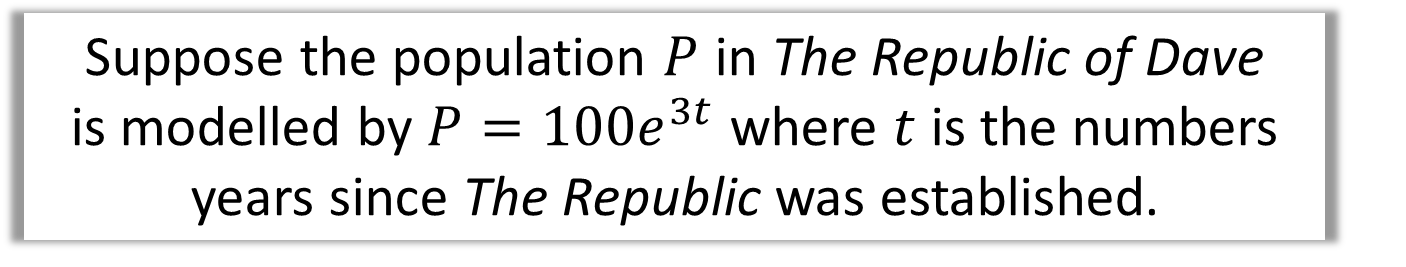 Suppose the population P in The Republic of Dave
is modelled by P = 100e^{3t} where t is the numbers
years since The Republic was established.